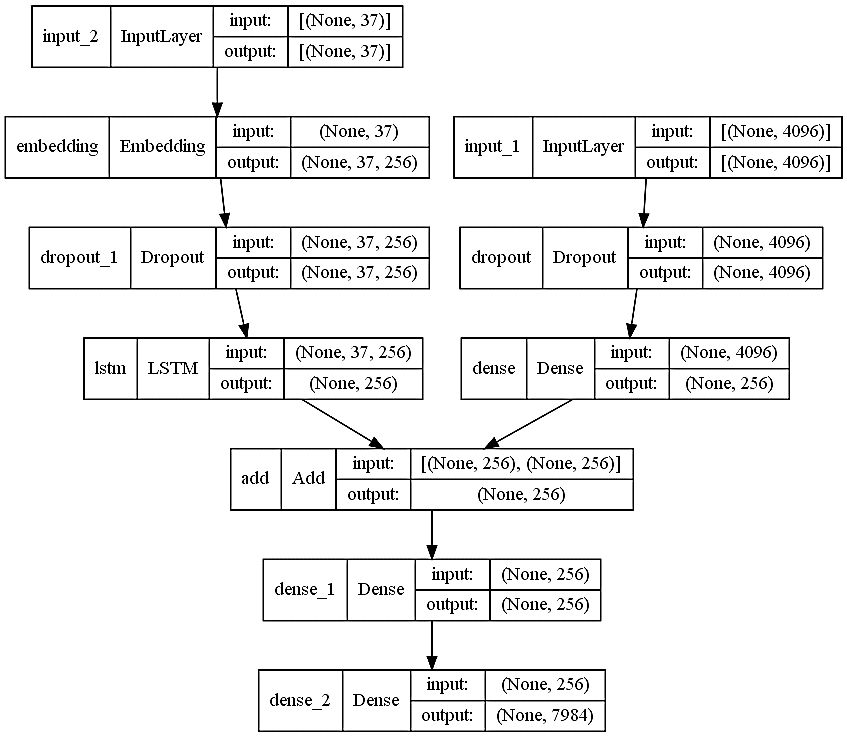 input_2 InputLayer input: [(None, 37)]
output: [(None, 37)]
embedding Embedding input: (None, 37)
output: (None, 37, 256)
input_1 InputLayer input: [(None, 4096)]
output: [(None, 4096)]
dropout_1 Dropout input: (None, 37, 256)
output: (None, 37, 256)
dropout Dropout input: (None, 4096)
output: (None, 4096)
lstm LSTM input: (None, 37, 256)
output: (None, 256)
dense Dense input: (None, 4096)
output: (None, 256)
add Add input: [(None, 256), (None, 256)]
output: (None, 256)
dense_1 Dense input: (None, 256)
output: (None, 256)
dense_2 Dense input: (None, 256)
output: (None, 7984)